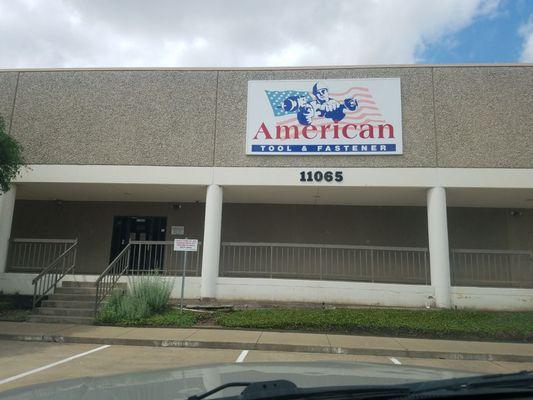 American
TOOL & FASTENER
11065